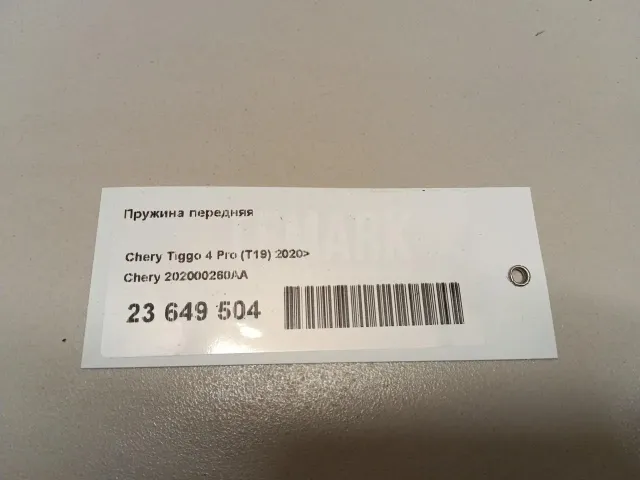 Пружина передняя
Chery Tiggo 4 Pro (T19) 2020>
Chery 202000260AA
23 649 504